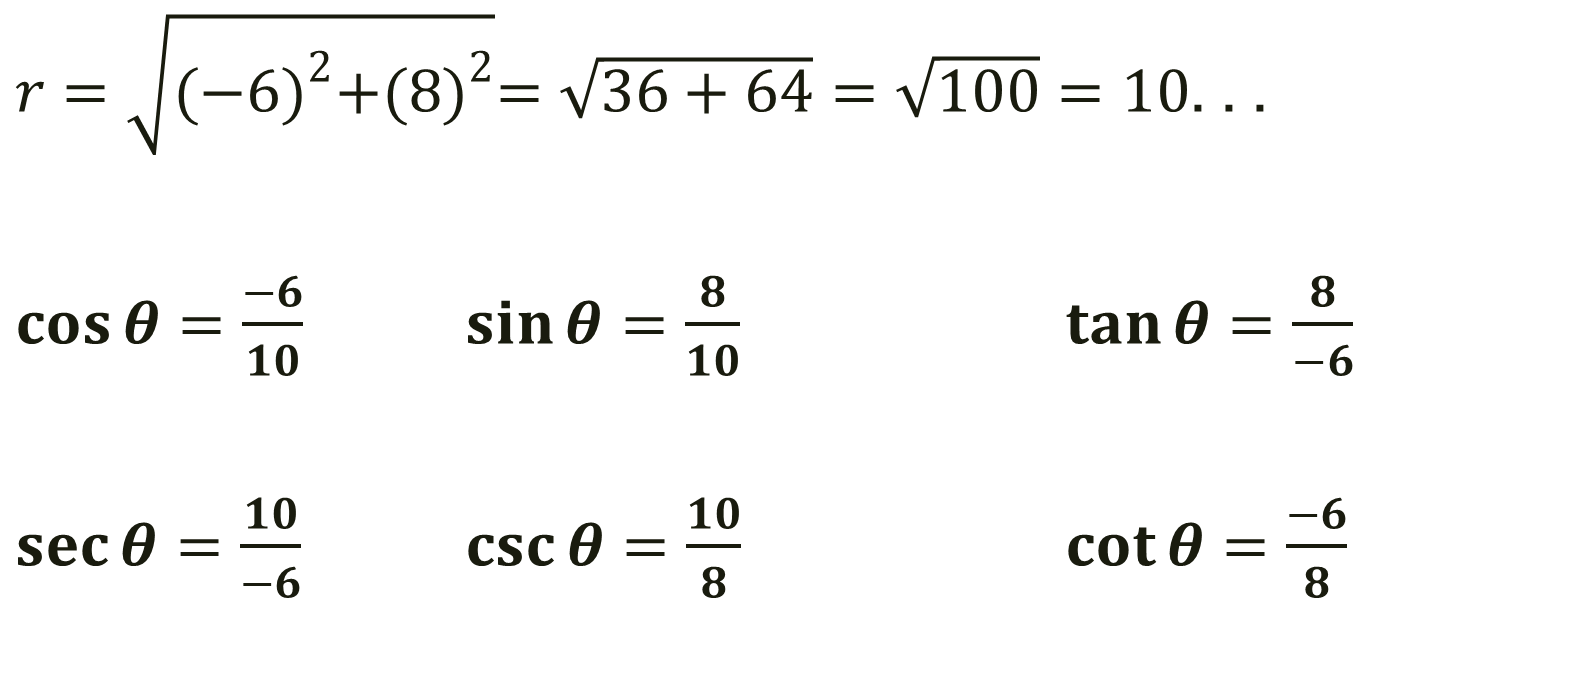 r = √((−6)²+(8)²) = √(36 + 64) = √100 = 10. . .
cos θ = −6/10 sin θ = 8/10 tan θ = 8/−6
sec θ = 10/−6 csc θ = 10/8 cot θ = −6/8